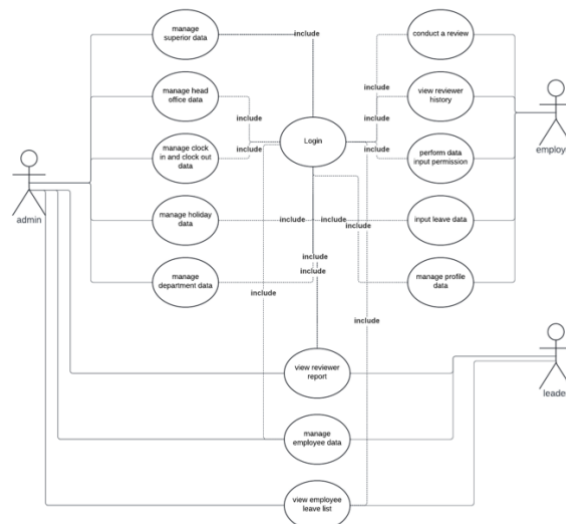 manage
superior data
include
conduct a review
manage head
office data
include
include
view reviewer
history
include
manage clock
in and clock out
data
include
Login
include
perform data
input permission
employ
admin
manage holiday
data
include
include
include
input leave data
manage
department data
include
include
include
include
manage profile
data
view reviewer
report
leade
manage
employee data
view employee
leave list